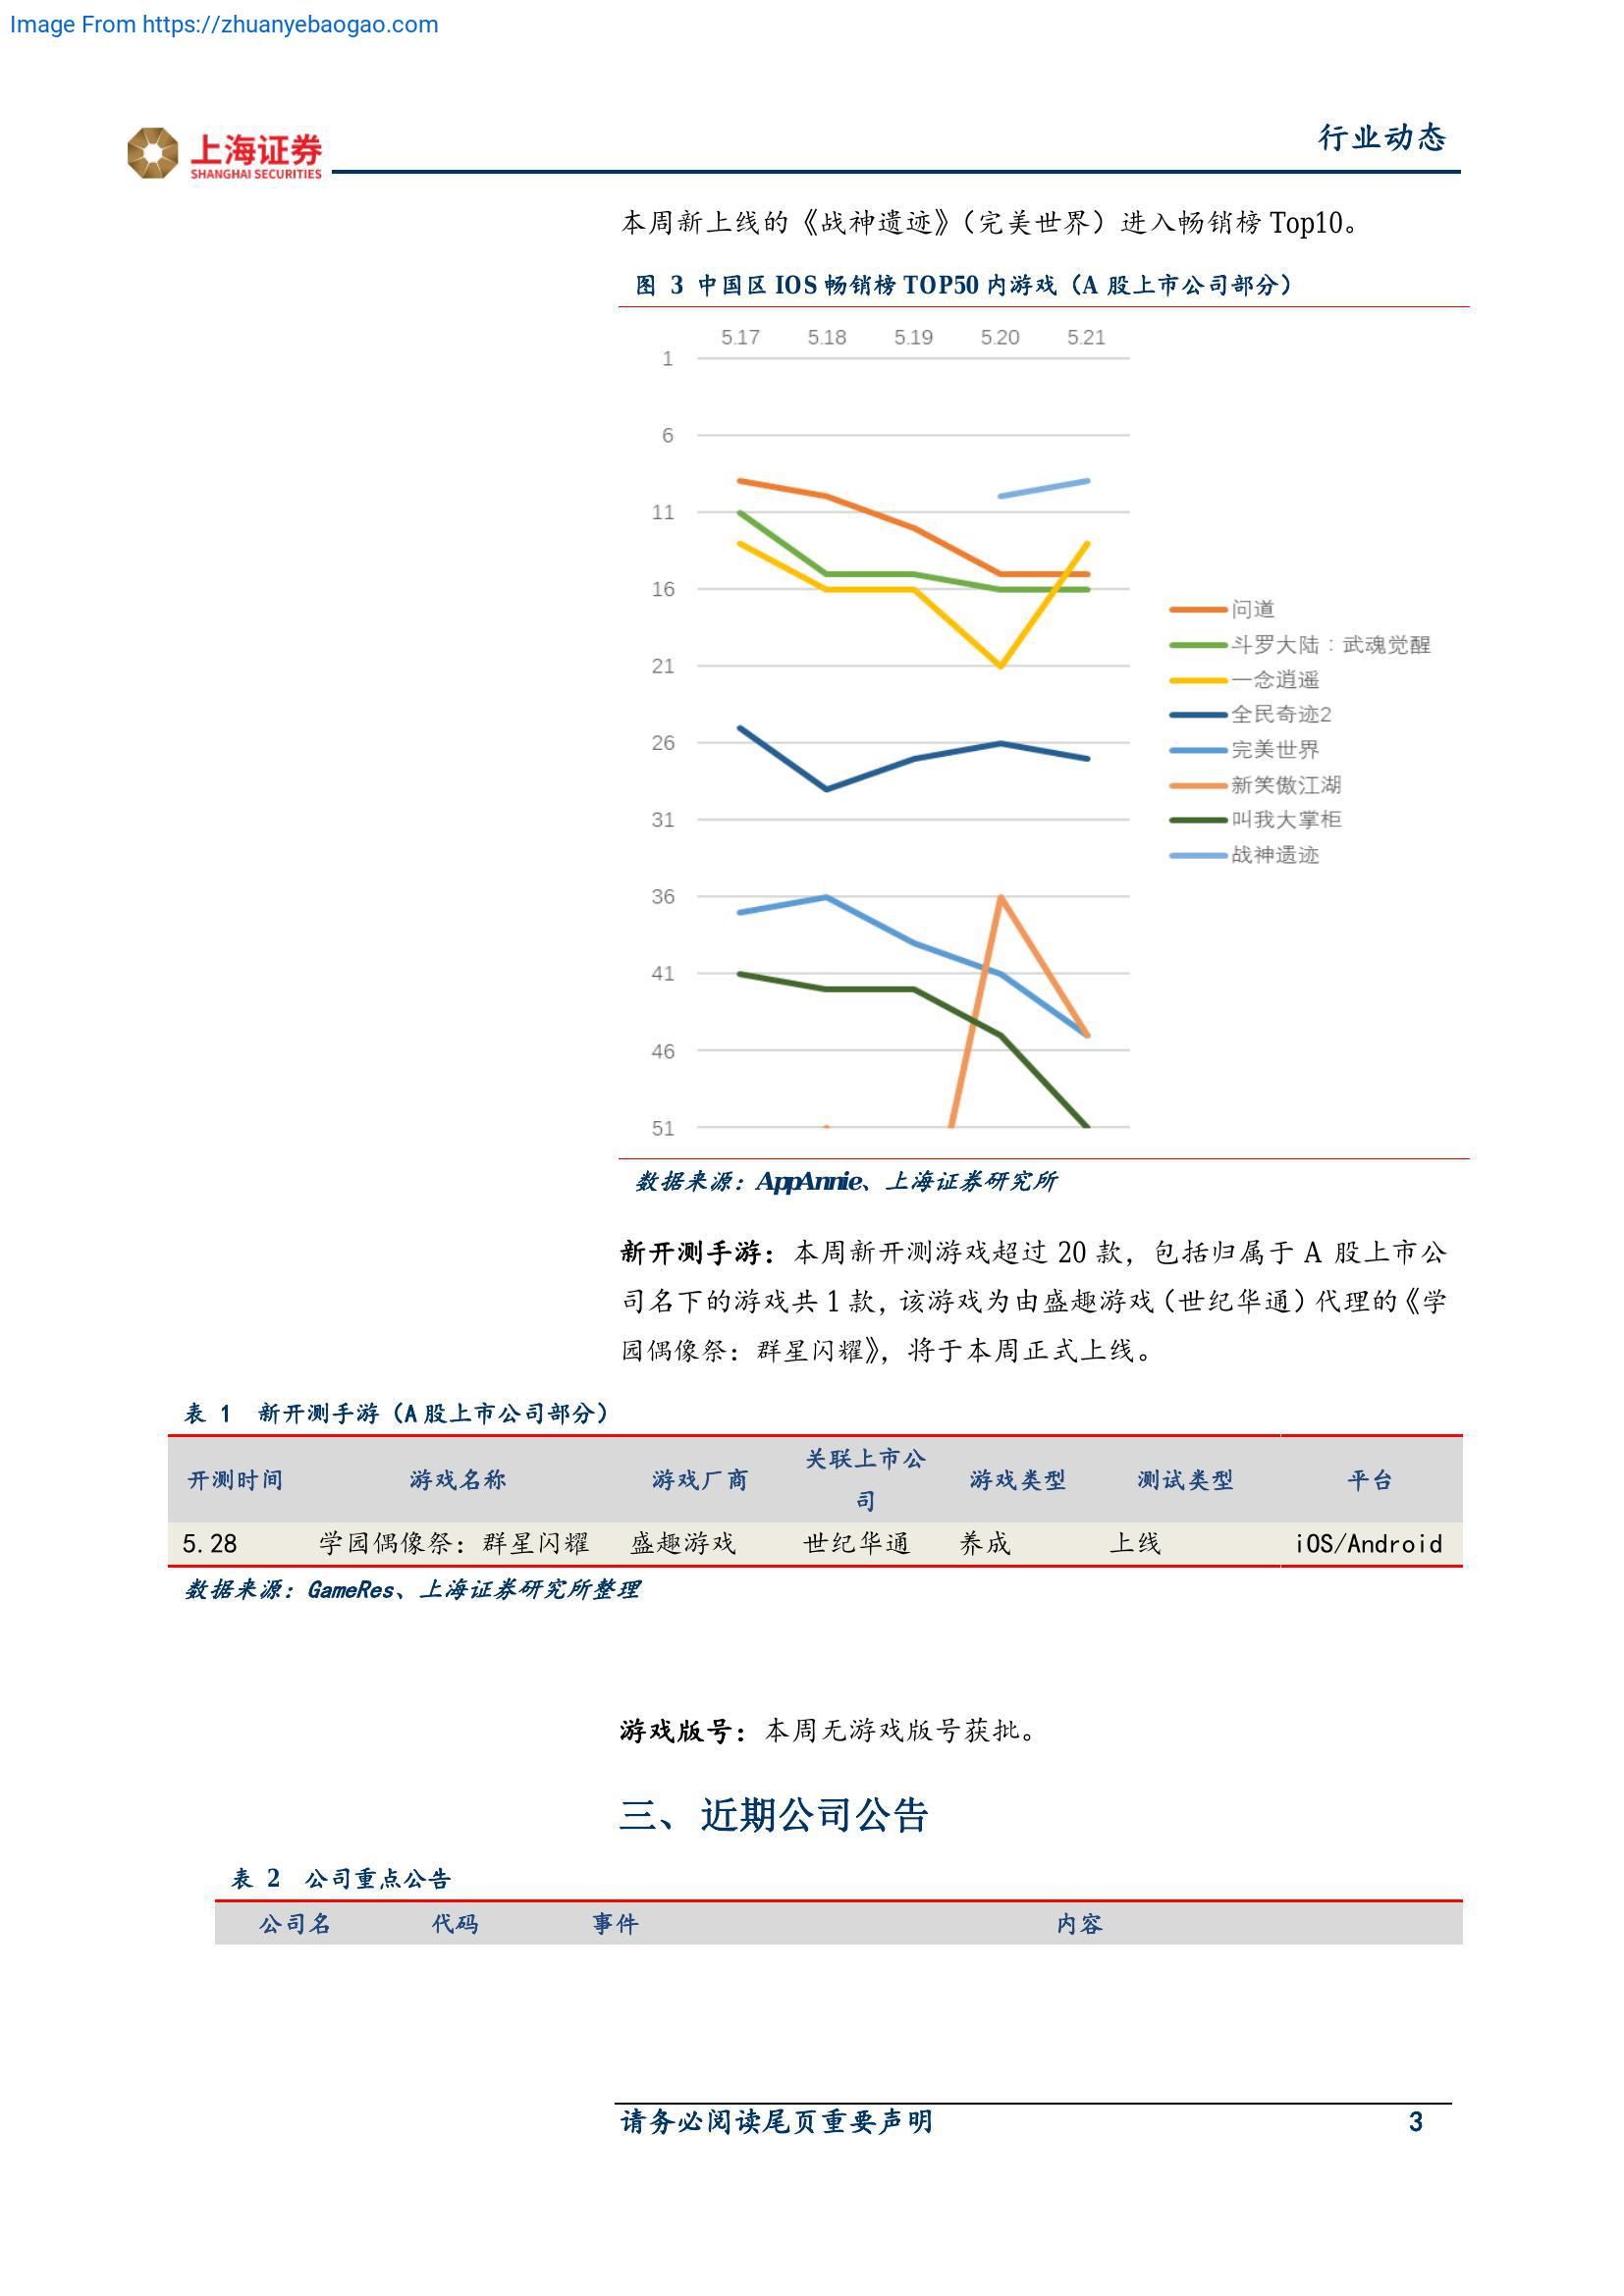 Image From https://zhuanyebaogao.com
上海证券
SHANGHAI SECURITIES
行业动态
本周新上线的《战神遗迹》（完美世界）进入畅销榜 Top10。
图 3 中国区 IOS 畅销榜 TOP50 内游戏（A 股上市公司部分）
5.17 5.18 5.19 5.20 5.21
1
6
11
16
21
26
31
36
41
46
51
问道
斗罗大陆：武魂觉醒
一念逍遥
全民奇迹2
完美世界
新笑傲江湖
叫我大掌柜
战神遗迹
数据来源：AppAnnie、上海证券研究所
新开测手游：本周新开测游戏超过 20 款，包括归属于 A 股上市公
司名下的游戏共 1 款，该游戏为由盛趣游戏（世纪华通）代理的《学
园偶像祭：群星闪耀》，将于本周正式上线。
表 1 新开测手游（A 股上市公司部分）
开测时间 游戏名称 游戏厂商 关联上市公司 游戏类型 测试类型 平台
5.28 学园偶像祭：群星闪耀 盛趣游戏 世纪华通 养成 上线 iOS/Android
数据来源：GameRes、上海证券研究所整理
游戏版号：本周无游戏版号获批。
三、近期公司公告
表 2 公司重点公告
公司名 代码 事件 内容
请务必阅读尾页重要声明 3